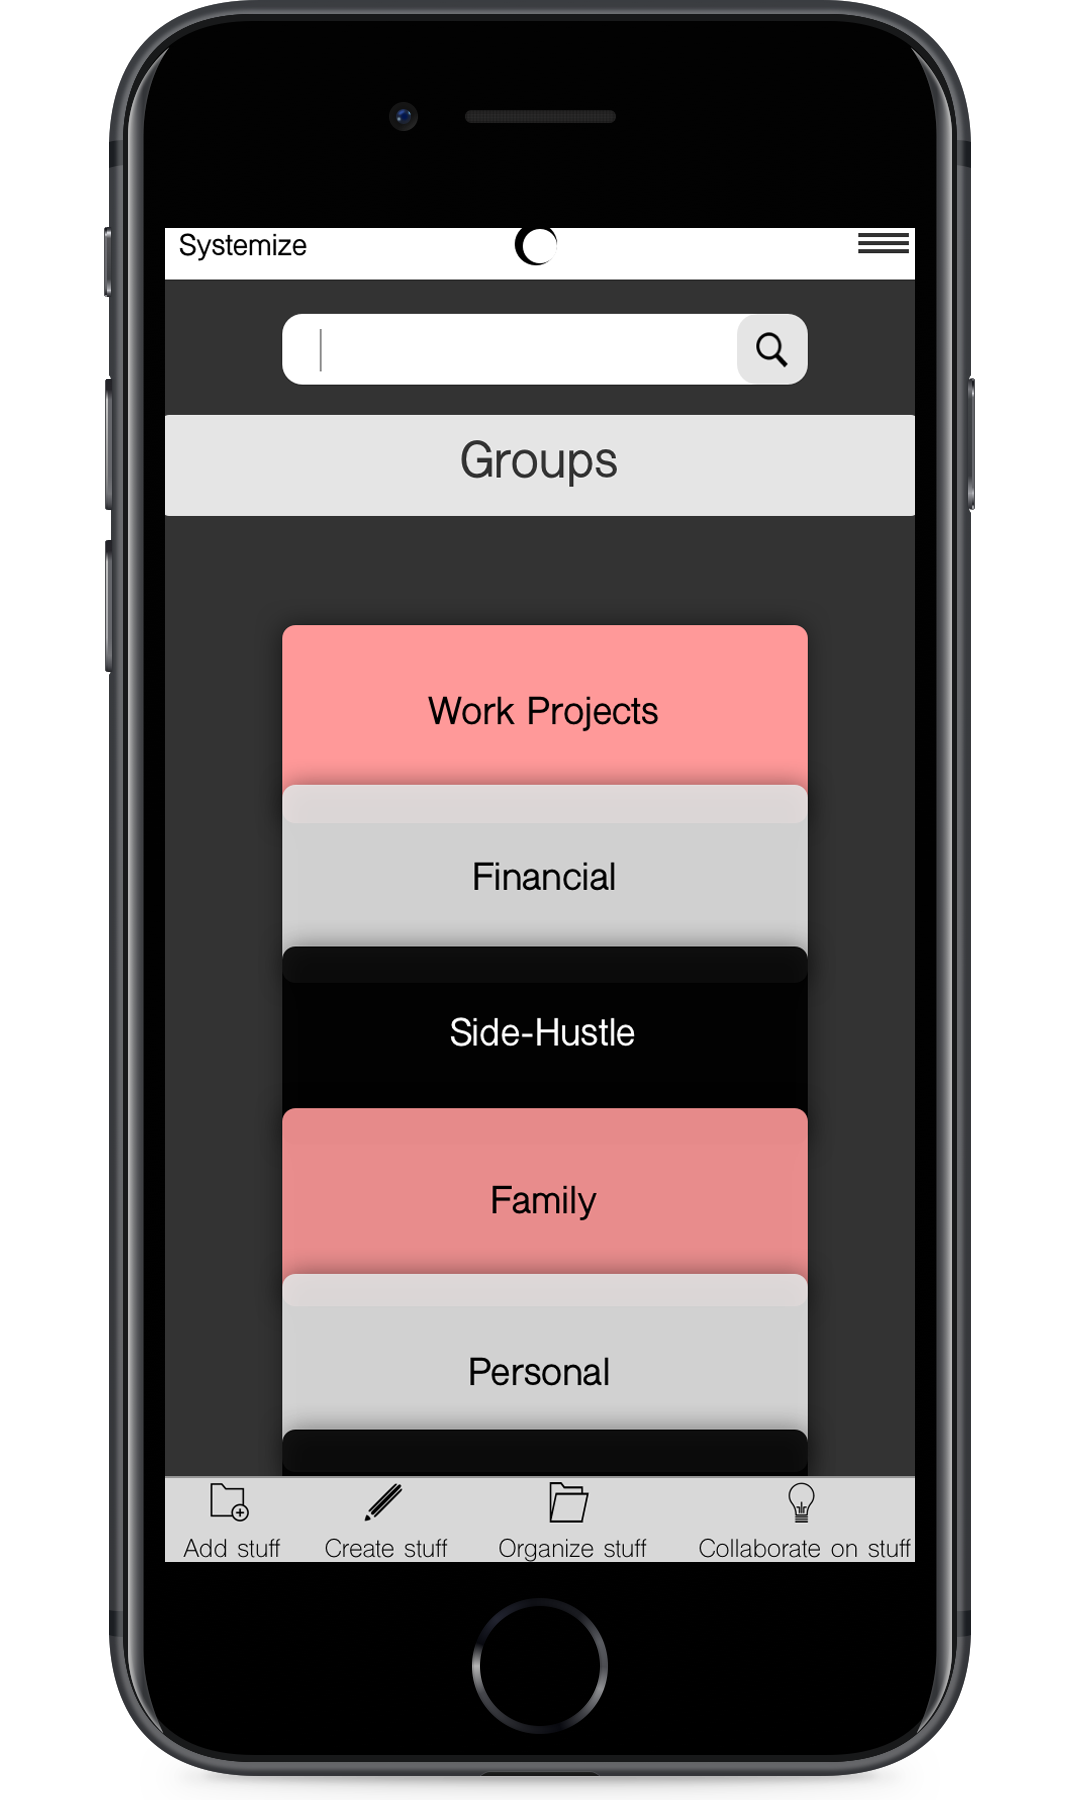 Systemize
Groups
Work Projects
Financial
Side-Hustle
Family
Personal
Add stuff
Create stuff
Organize stuff
Collaborate on stuff